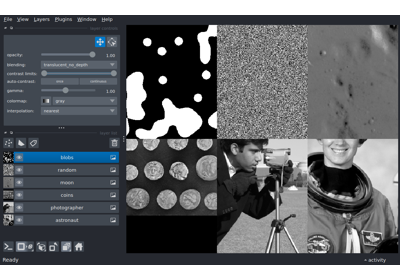 File View Layers Plugins Window Help
opacity: 1.00
blending: translucent_no_depth
contrast limits:
auto-contrast: once continuous
gamma: 1.00
colormap: gray
interpolation: nearest
blobs
random
moon
coins
photographer
astronaut
Ready activity